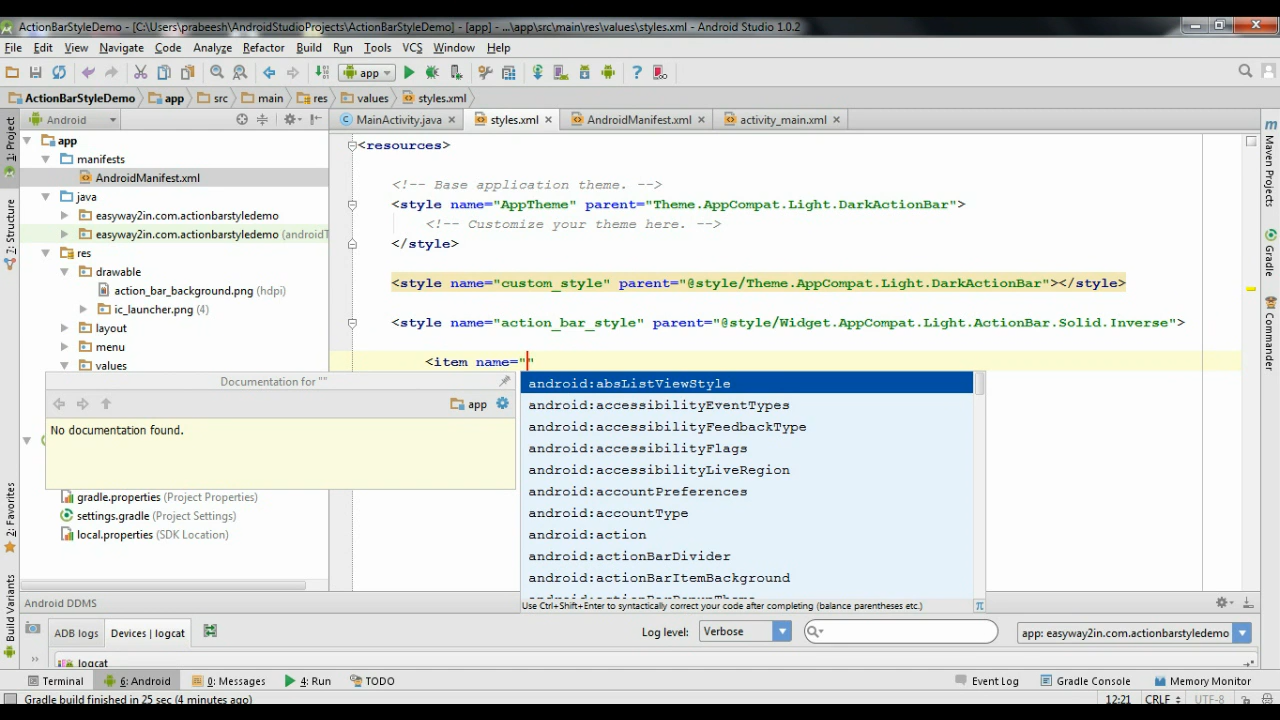 ActionBarStyleDemo - [C:\Users\prabeesh\AndroidStudioProjects\ActionBarStyleDemo] - [app] - ...\app\src\main\res\values\styles.xml - Android Studio 1.0.2
File Edit View Navigate Code Analyze Refactor Build Run Tools VCS Window Help
app
ActionBarStyleDemo app src main res values styles.xml
Android
MainActivity.java styles.xml AndroidManifest.xml activity_main.xml
1: Project
7: Structure
2: Favorites
Build Variants
app
manifests
AndroidManifest.xml
java
easyway2in.com.actionbarstyledemo
easyway2in.com.actionbarstyledemo (androidT
res
drawable
action_bar_background.png (hdpi)
ic_launcher.png (4)
layout
menu
values
<resources>
<!-- Base application theme. -->
<style name="AppTheme" parent="Theme.AppCompat.Light.DarkActionBar">
<!-- Customize your theme here. -->
</style>
<style name="custom_style" parent="@style/Theme.AppCompat.Light.DarkActionBar"></style>
<style name="action_bar_style" parent="@style/Widget.AppCompat.Light.ActionBar.Solid.Inverse">
<item name=""
Documentation for ""
app
No documentation found.
android:absListViewStyle
android:accessibilityEventTypes
android:accessibilityFeedbackType
android:accessibilityFlags
android:accessibilityLiveRegion
android:accountPreferences
android:accountType
android:action
android:actionBarDivider
android:actionBarItemBackground
Use Ctrl+Shift+Enter to syntactically correct your code after completing (balance parentheses etc.)
π
gradle.properties (Project Properties)
settings.gradle (Project Settings)
local.properties (SDK Location)
m Maven Projects
Gradle
Commander
Android DDMS
ADB logs Devices | logcat
Log level: Verbose
app: easyway2in.com.actionbarstyledemo
logcat
Terminal 6: Android 0: Messages 4: Run TODO
Event Log Gradle Console Memory Monitor
Gradle build finished in 25 sec (4 minutes ago)
12:21 CRLF UTF-8